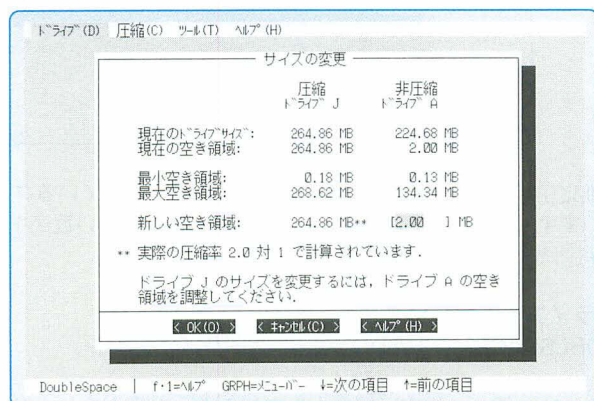 ﾄﾞﾗｲﾌﾞ(D) 圧縮(C) ﾂｰﾙ(T) ﾍﾙﾌﾟ(H)
サイズの変更
圧縮 非圧縮
ﾄﾞﾗｲﾌﾞ J ﾄﾞﾗｲﾌﾞ A
現在のﾄﾞﾗｲﾌﾞｻｲｽﾞ: 264.86 MB 224.68 MB
現在の空き領域: 264.86 MB 2.00 MB
最小空き領域: 0.18 MB 0.13 MB
最大空き領域: 268.62 MB 134.34 MB
新しい空き領域: 264.86 MB** [2.00 ] MB
** 実際の圧縮率 2.0 対 1 で計算されています.
ドライブ J のサイズを変更するには, ドライブ A の空き
領域を調整してください.
< OK(O) > < ｷｬﾝｾﾙ(C) > < ﾍﾙﾌﾟ(H) >
DoubleSpace | f･1=ﾍﾙﾌﾟ GRPH=ﾒﾆｭｰﾊﾞｰ ↓=次の項目 ↑=前の項目